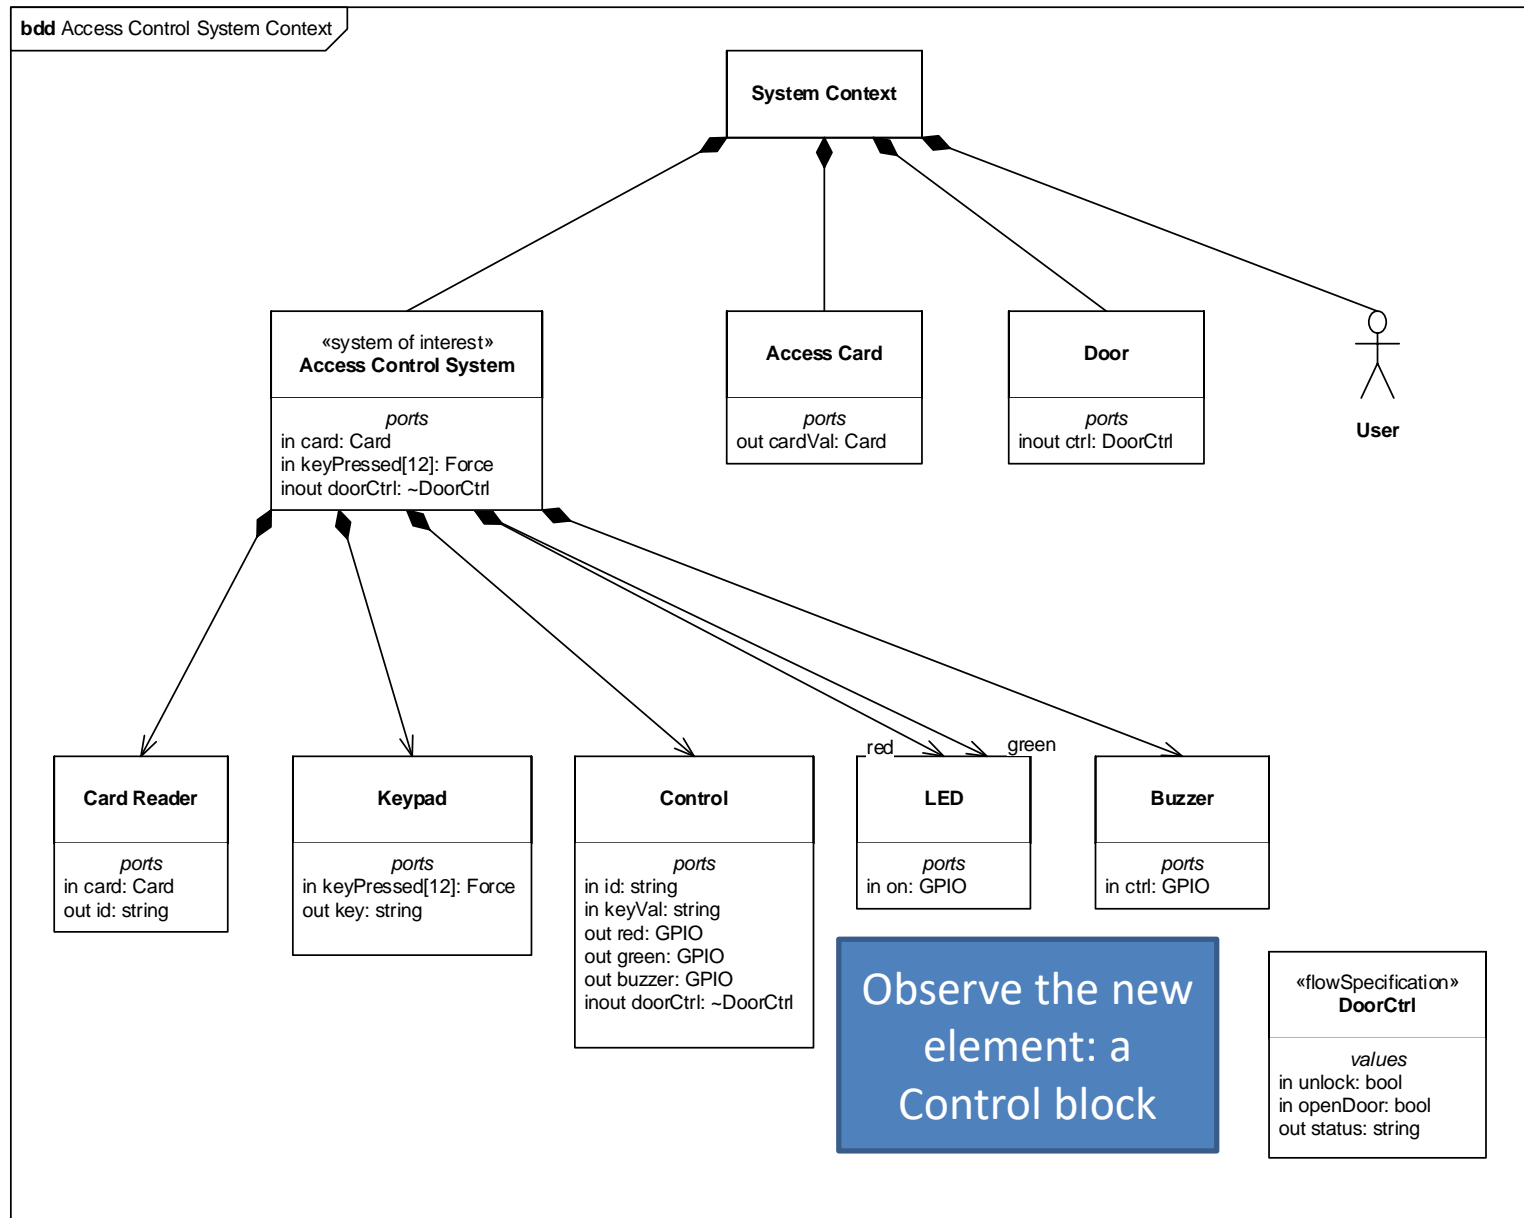 bdd Access Control System Context
System Context
«system of interest»
Access Control System
ports
in card: Card
in keyPressed[12]: Force
inout doorCtrl: ~DoorCtrl
Access Card
ports
out cardVal: Card
Door
ports
inout ctrl: DoorCtrl
User
red
green
Card Reader
ports
in card: Card
out id: string
Keypad
ports
in keyPressed[12]: Force
out key: string
Control
ports
in id: string
in keyVal: string
out red: GPIO
out green: GPIO
out buzzer: GPIO
inout doorCtrl: ~DoorCtrl
LED
ports
in on: GPIO
Buzzer
ports
in ctrl: GPIO
Observe the new
element: a
Control block
«flowSpecification»
DoorCtrl
values
in unlock: bool
in openDoor: bool
out status: string